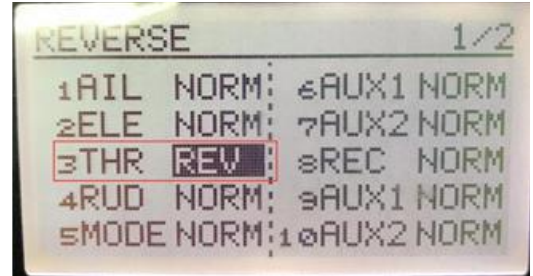 REVERSE 1/2
1AIL NORM 6AUX1 NORM
2ELE NORM 7AUX2 NORM
3THR REV 8REC NORM
4RUD NORM 9AUX1 NORM
5MODE NORM 10AUX2 NORM